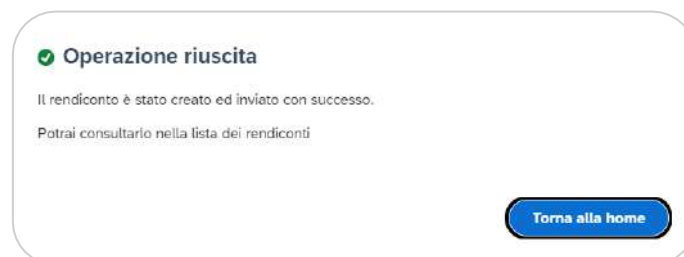 Operazione riuscita
Il rendiconto è stato creato ed inviato con successo.
Potrai consultarlo nella lista dei rendiconti
Torna alla home